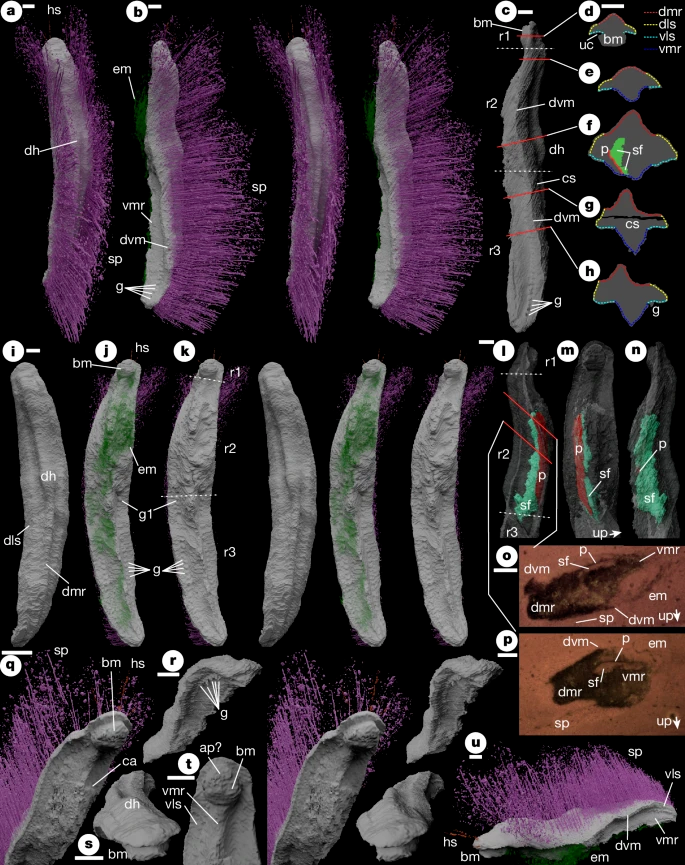 a
hs
dh
sp
b
em
vmr
dvm
g
sp
c
bm
r1
r2
dvm
dh
cs
dvm
r3
g
d
uc
bm
dmr
dls
vls
vmr
e
f
p
sf
g
cs
h
g
i
dh
dls
dmr
j
hs
bm
em
g1
g
k
r1
r2
r3
l
r1
r2
p
sf
r3
m
p
sf
up
n
p
sf
o
dvm
sf
p
vmr
dmr
em
sp
dvm
up
p
dvm
p
em
dmr
sf
vmr
sp
up
q
sp
bm
hs
ca
r
g
s
dh
bm
t
ap?
bm
vmr
vls
u
sp
vls
hs
bm
em
dvm
vmr